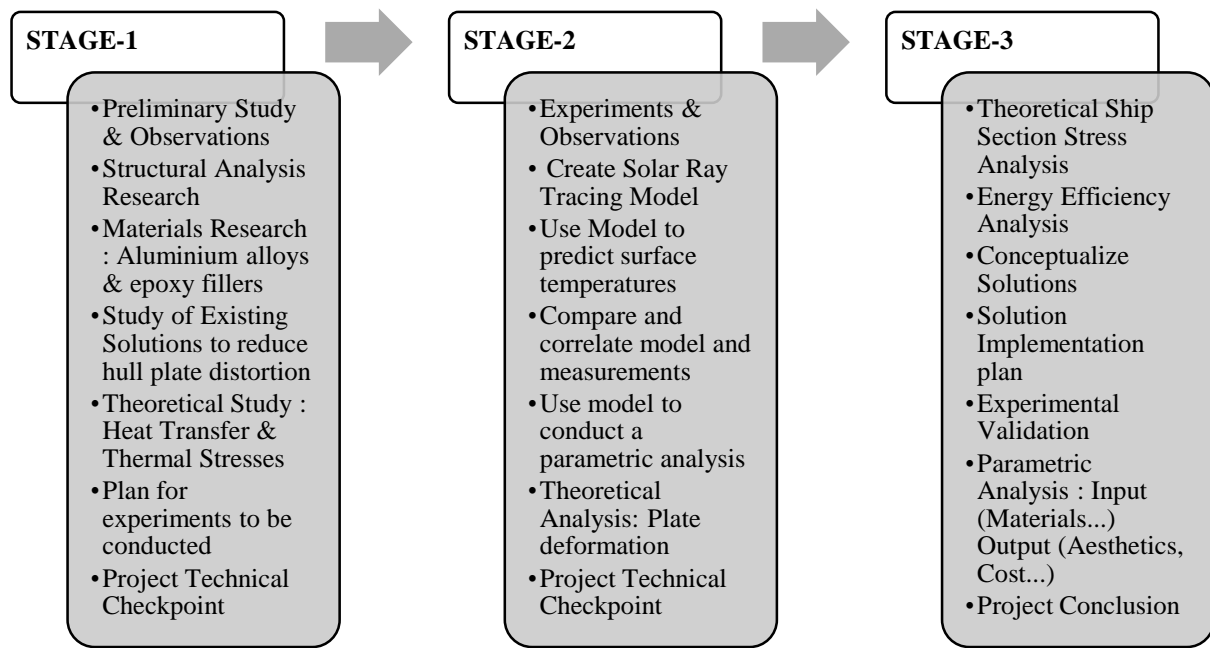 STAGE-1
•Preliminary Study
& Observations
•Structural Analysis
Research
•Materials Research
: Aluminium alloys
& epoxy fillers
•Study of Existing
Solutions to reduce
hull plate distortion
•Theoretical Study :
Heat Transfer &
Thermal Stresses
•Plan for
experiments to be
conducted
•Project Technical
Checkpoint
STAGE-2
•Experiments &
Observations
• Create Solar Ray
Tracing Model
•Use Model to
predict surface
temperatures
•Compare and
correlate model and
measurements
•Use model to
conduct a
parametric analysis
•Theoretical
Analysis: Plate
deformation
•Project Technical
Checkpoint
STAGE-3
•Theoretical Ship
Section Stress
Analysis
•Energy Efficiency
Analysis
•Conceptualize
Solutions
•Solution
Implementation
plan
•Experimental
Validation
•Parametric
Analysis : Input
(Materials...)
Output (Aesthetics,
Cost...)
•Project Conclusion